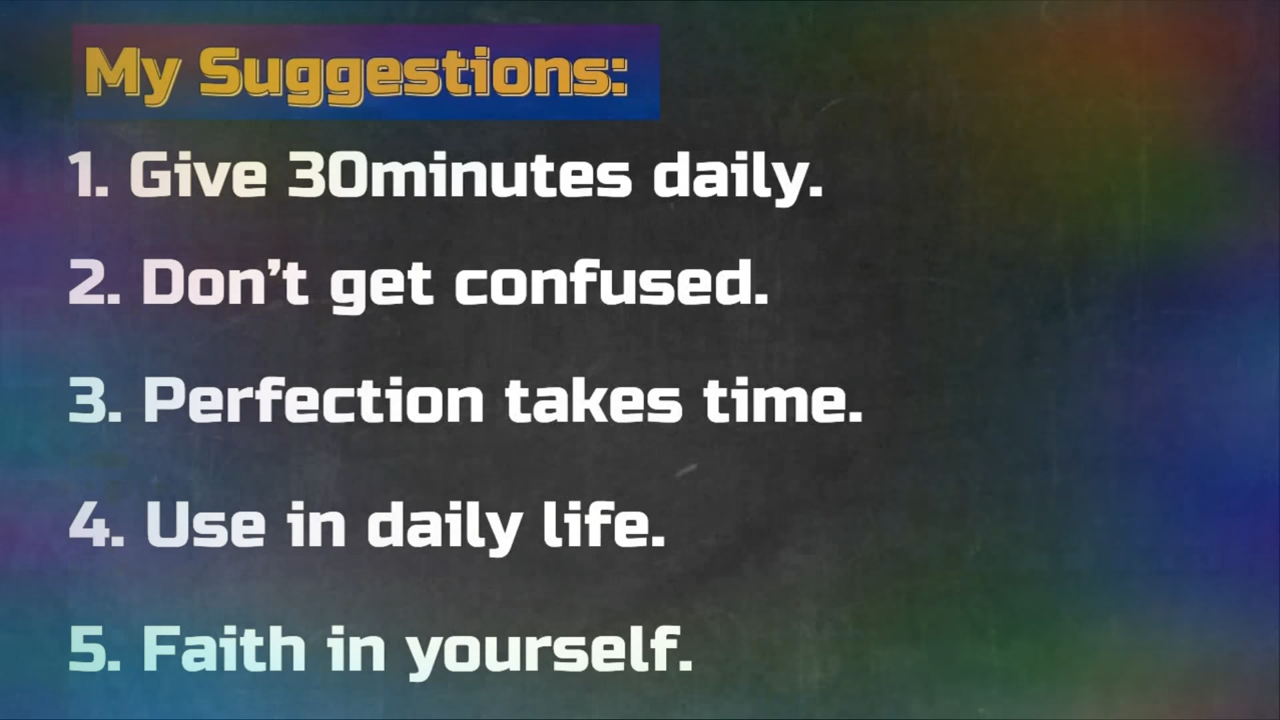 My Suggestions:
1. Give 30minutes daily.
2. Don’t get confused.
3. Perfection takes time.
4. Use in daily life.
5. Faith in yourself.